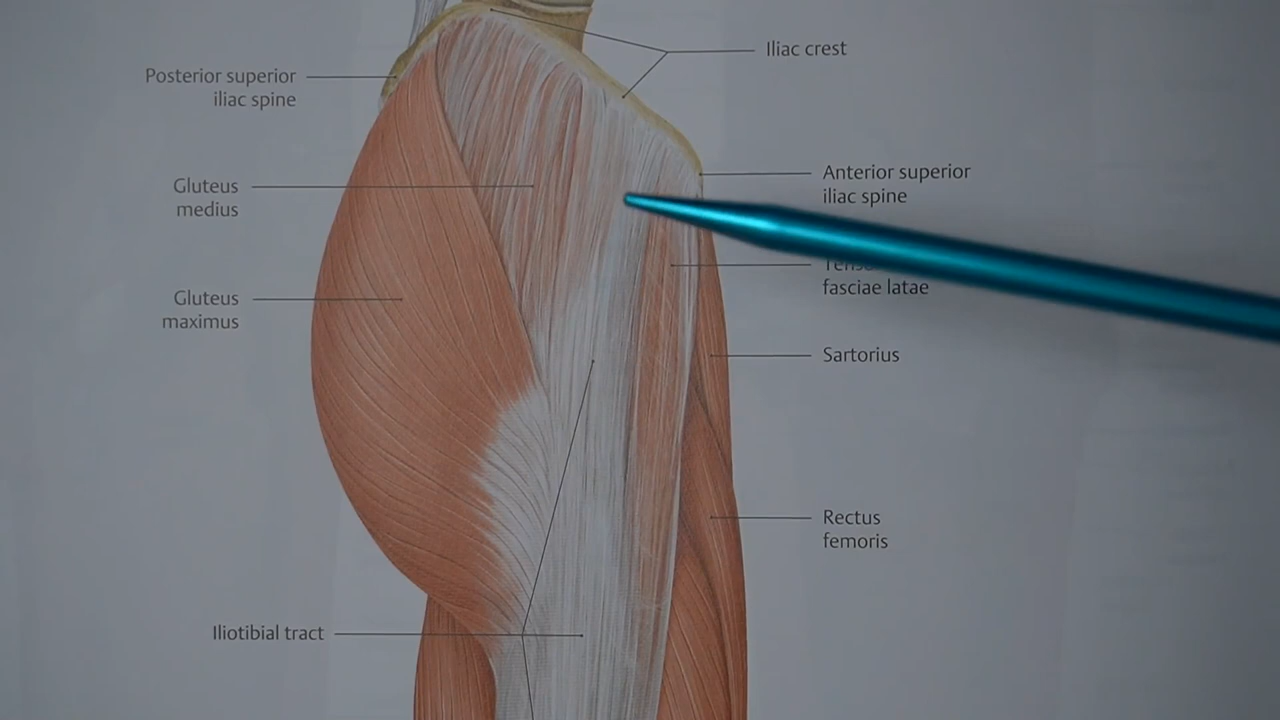 Iliac crest
Posterior superior
iliac spine
Anterior superior
iliac spine
Gluteus
medius
fasciae latae
Gluteus
maximus
Sartorius
Rectus
femoris
Iliotibial tract